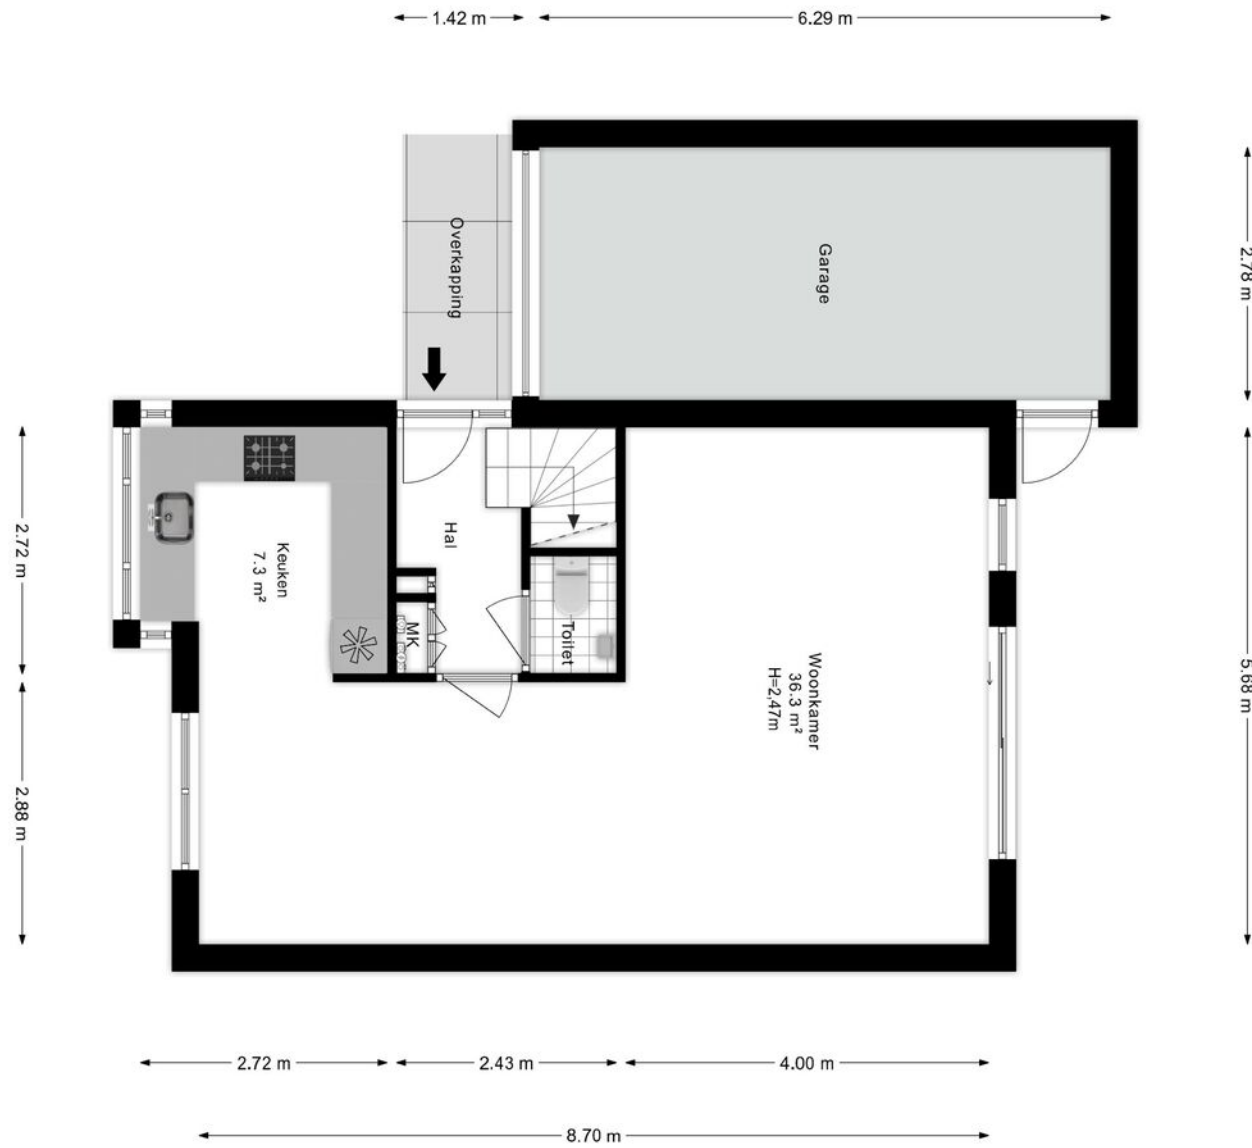 1.42 m
6.29 m
Overkapping
Garage
2.78 m
Hal
Keuken
7.3 m²
2.72 m
MK
Toilet
Woonkamer
36.3 m²
H=2,47m
5.68 m
2.88 m
2.72 m
2.43 m
4.00 m
8.70 m